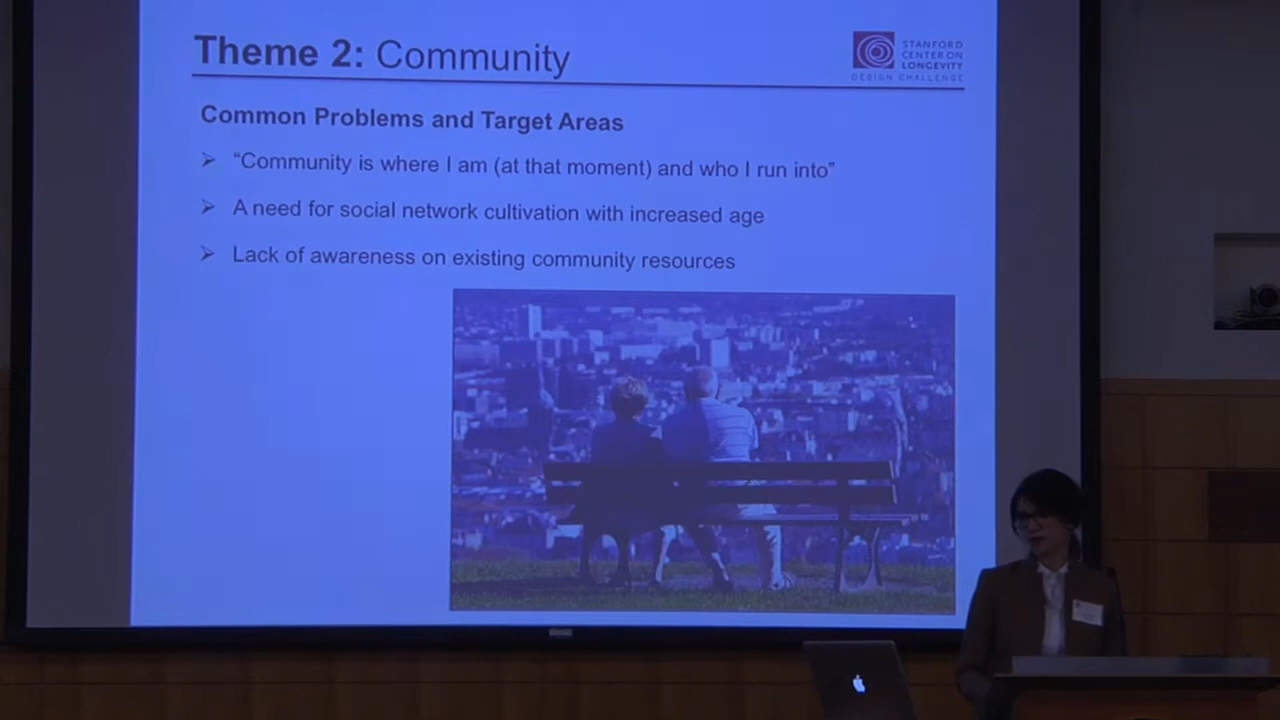 Theme 2: Community
STANFORD
CENTER ON
LONGEVITY
DESIGN CHALLENGE
Common Problems and Target Areas
“Community is where I am (at that moment) and who I run into”
A need for social network cultivation with increased age
Lack of awareness on existing community resources